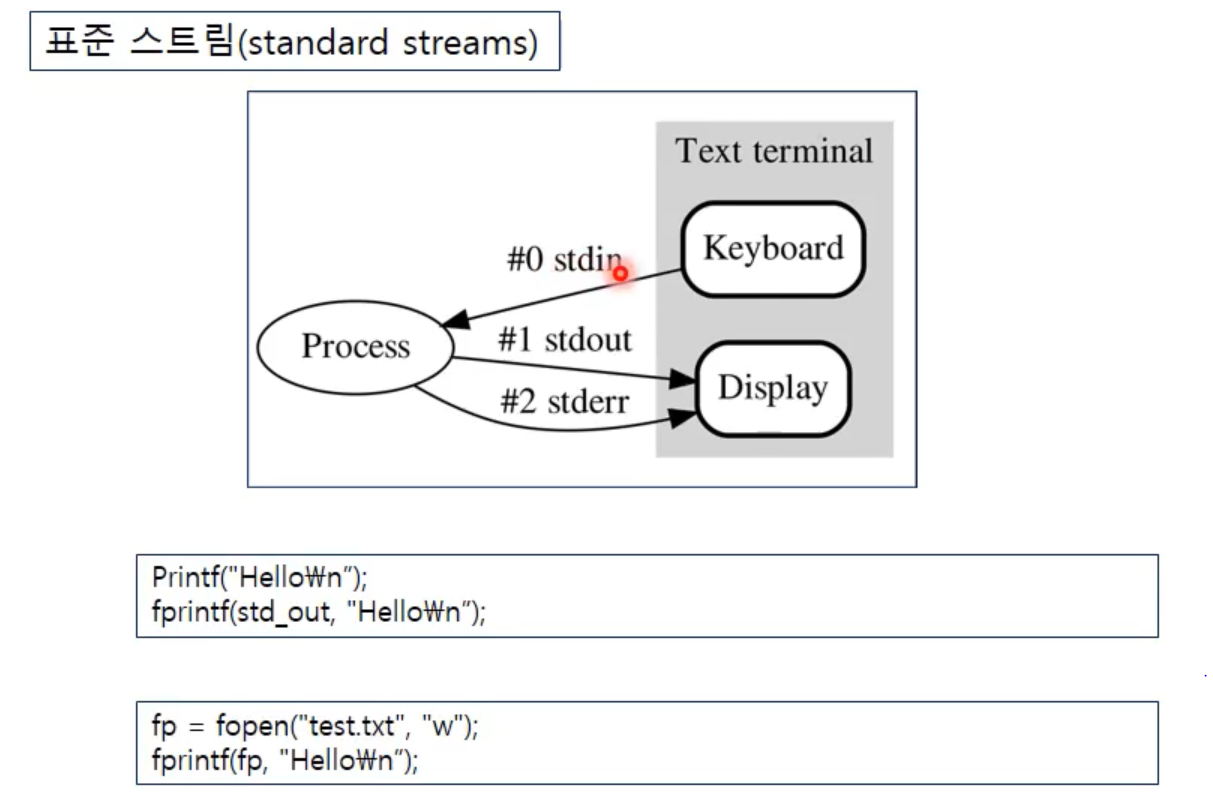 표준 스트림(standard streams)
Text terminal
Keyboard
#0 stdin
Process
#1 stdout
Display
#2 stderr
Printf("Hello₩n");
fprintf(std_out, "Hello₩n");
fp = fopen("test.txt", "w");
fprintf(fp, "Hello₩n");